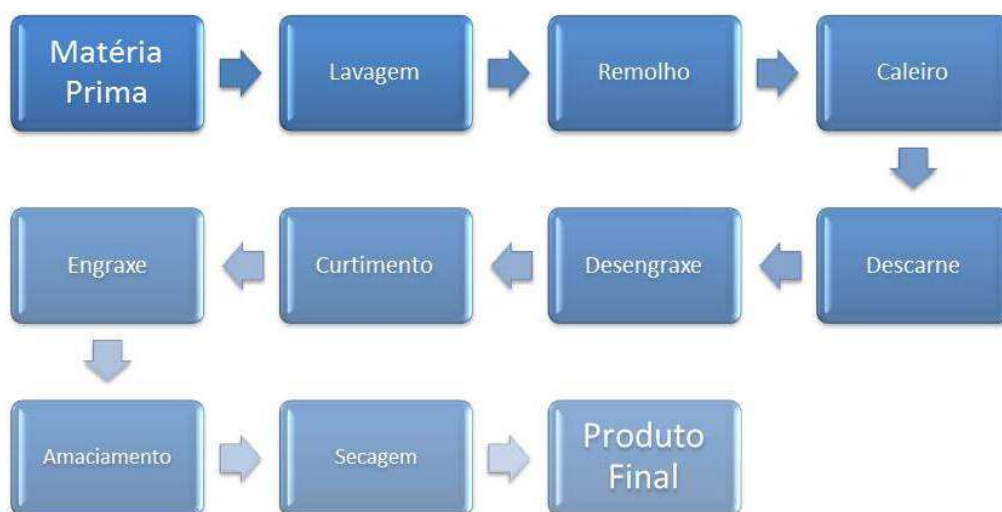 Matéria
Prima
Lavagem
Remolho
Caleiro
Descarne
Desengraxe
Curtimento
Engraxe
Amaciamento
Secagem
Produto
Final